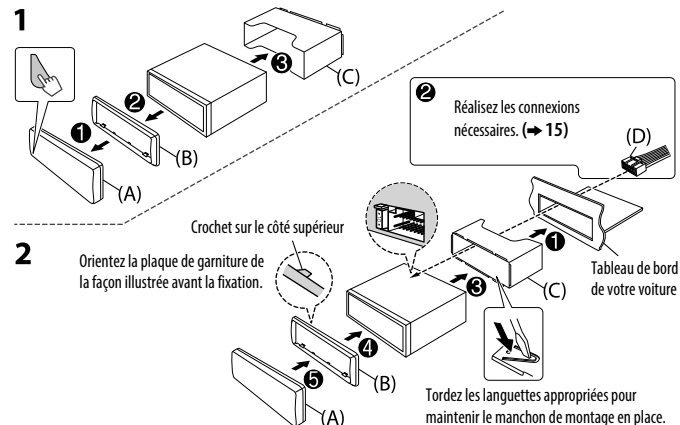 1
❸
(C)
❷
❶
(B)
(A)
❷
Réalisez les connexions
nécessaires. (➡ 15)
(D)
2
Crochet sur le côté supérieur
Orientez la plaque de garniture de
la façon illustrée avant la fixation.
❶
Tableau de bord
de votre voiture
❸
(C)
❹
(B)
❺
(A)
Tordez les languettes appropriées pour
maintenir le manchon de montage en place.